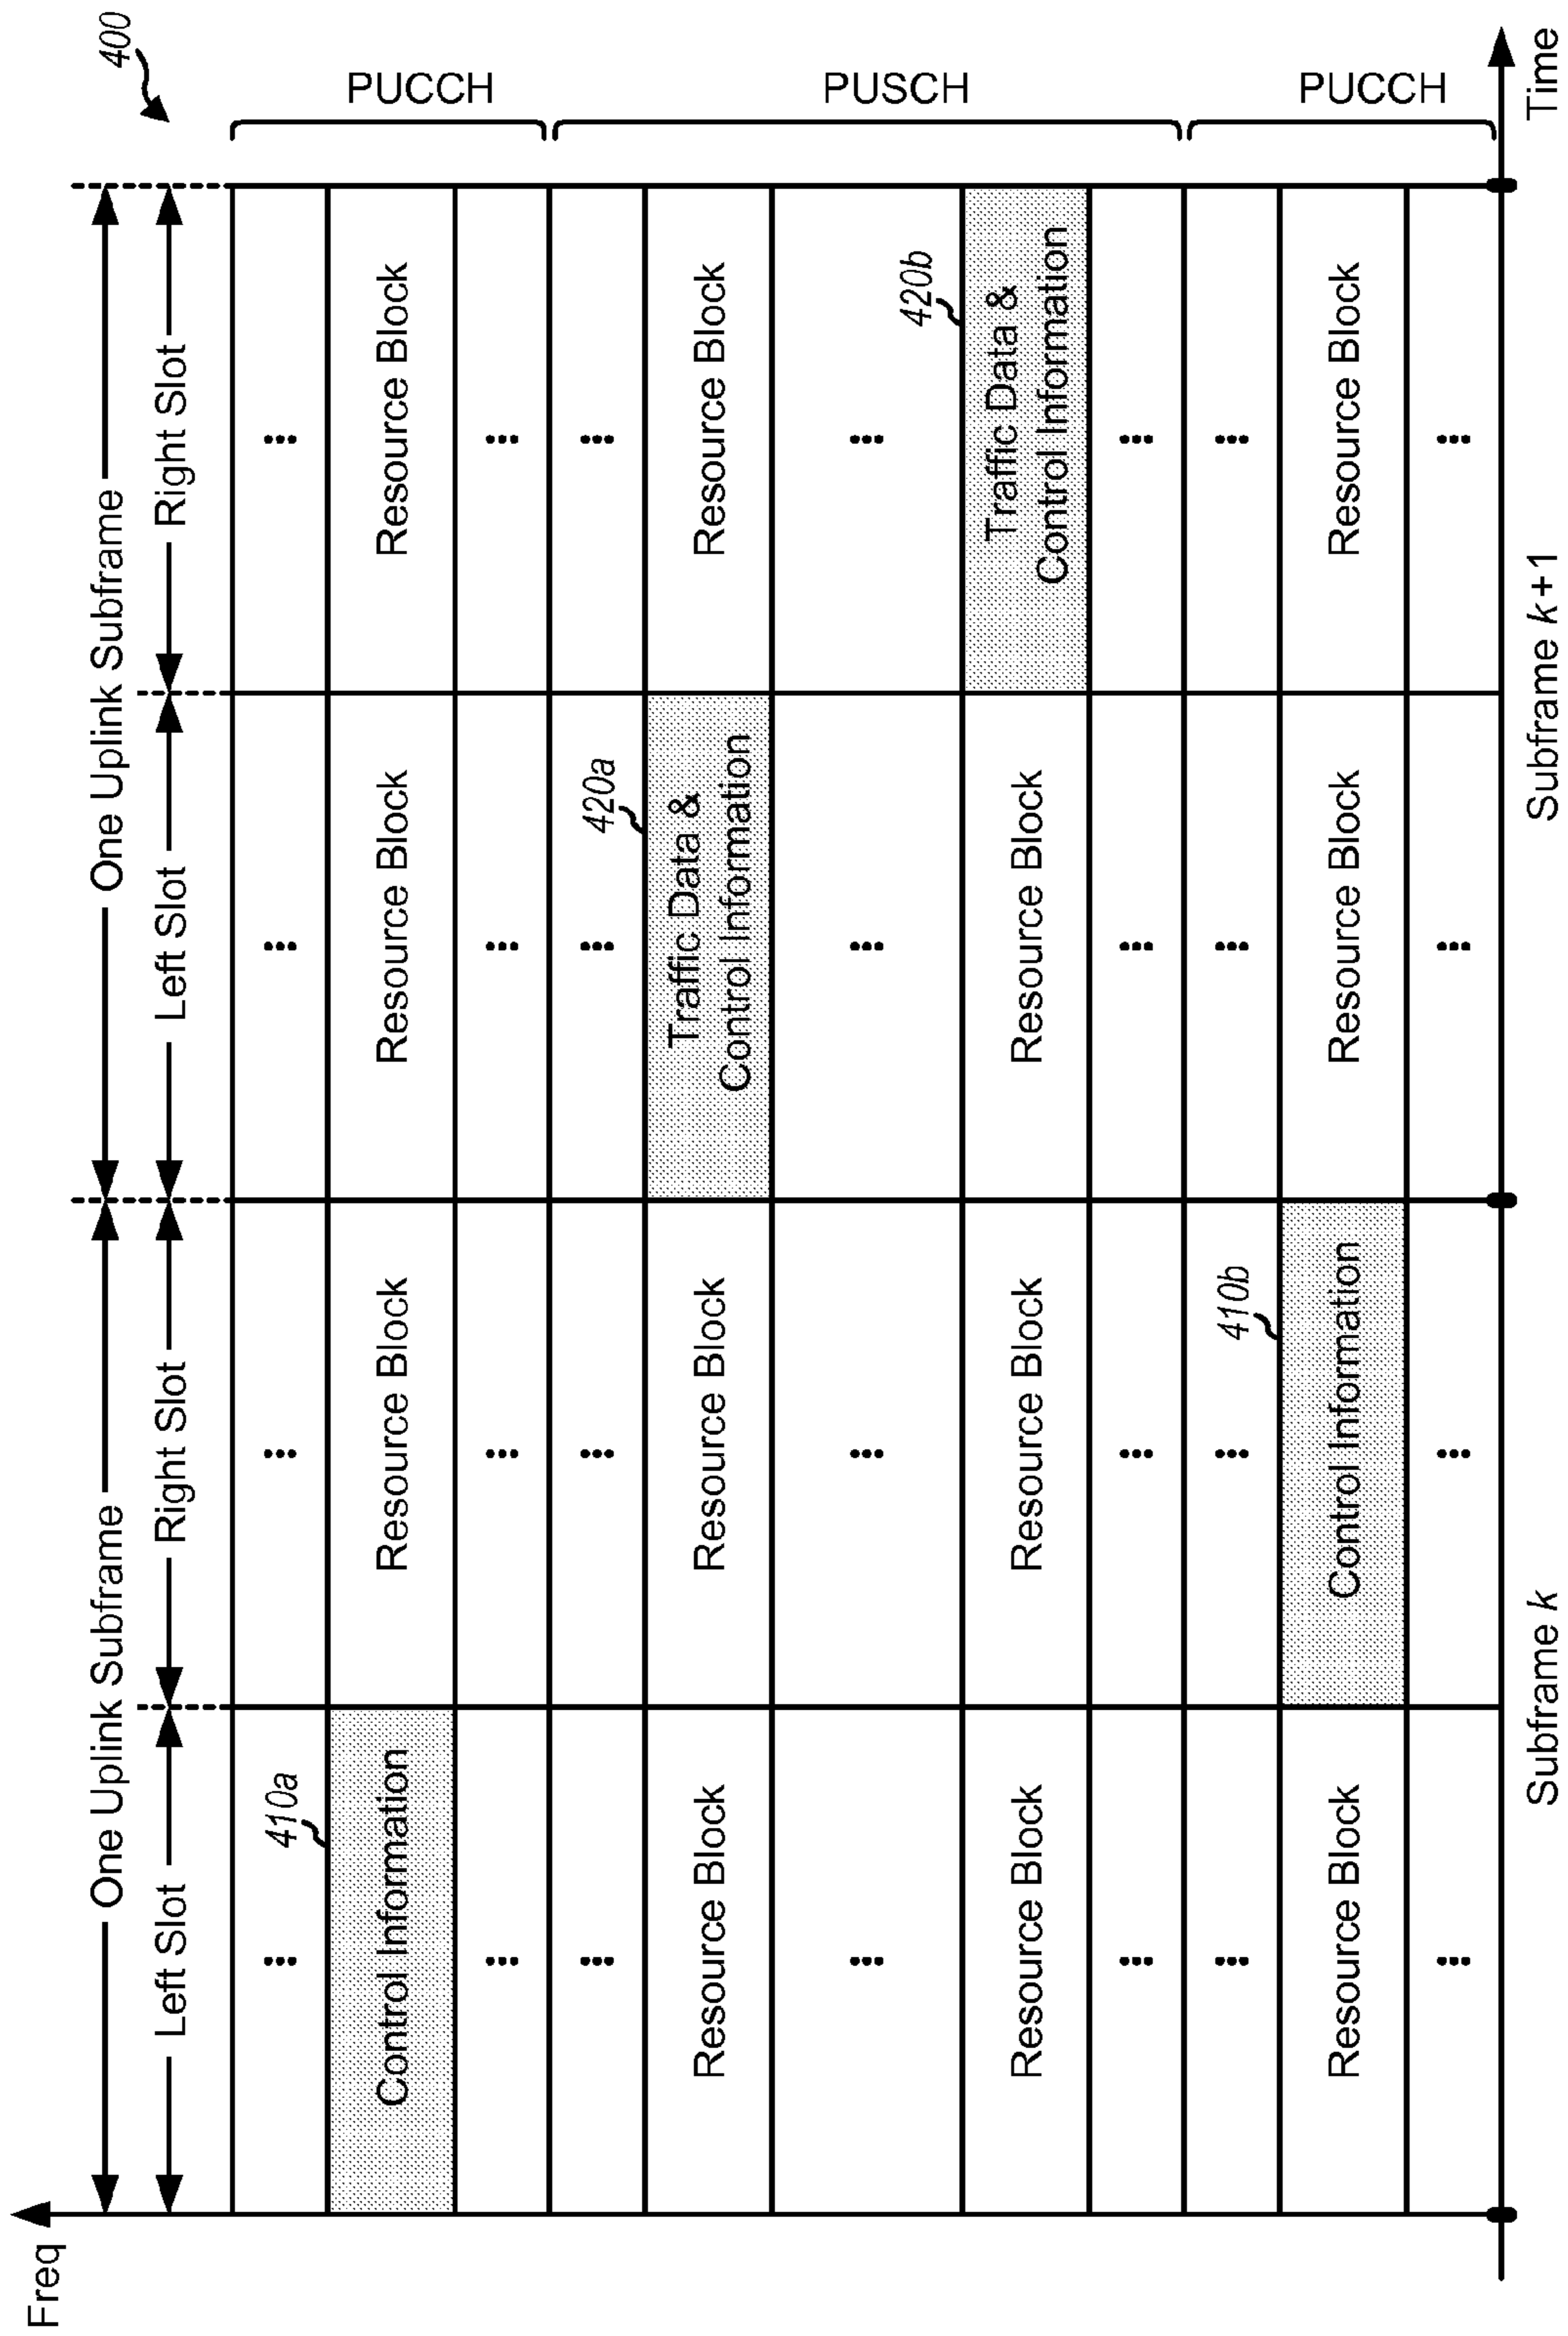 400
Freq
One Uplink Subframe
One Uplink Subframe
Left Slot
Right Slot
Left Slot
Right Slot
...
...
...
...
410a
Control Information
Resource Block
Resource Block
Resource Block
PUCCH
...
...
...
...
...
...
...
...
420a
Resource Block
Resource Block
Traffic Data &
Control Information
Resource Block
PUSCH
...
...
...
...
420b
Resource Block
Resource Block
Resource Block
Traffic Data &
Control Information
...
...
...
...
...
...
...
...
410b
Resource Block
Control Information
Resource Block
Resource Block
PUCCH
...
...
...
...
Subframe k
Subframe k + 1
Time